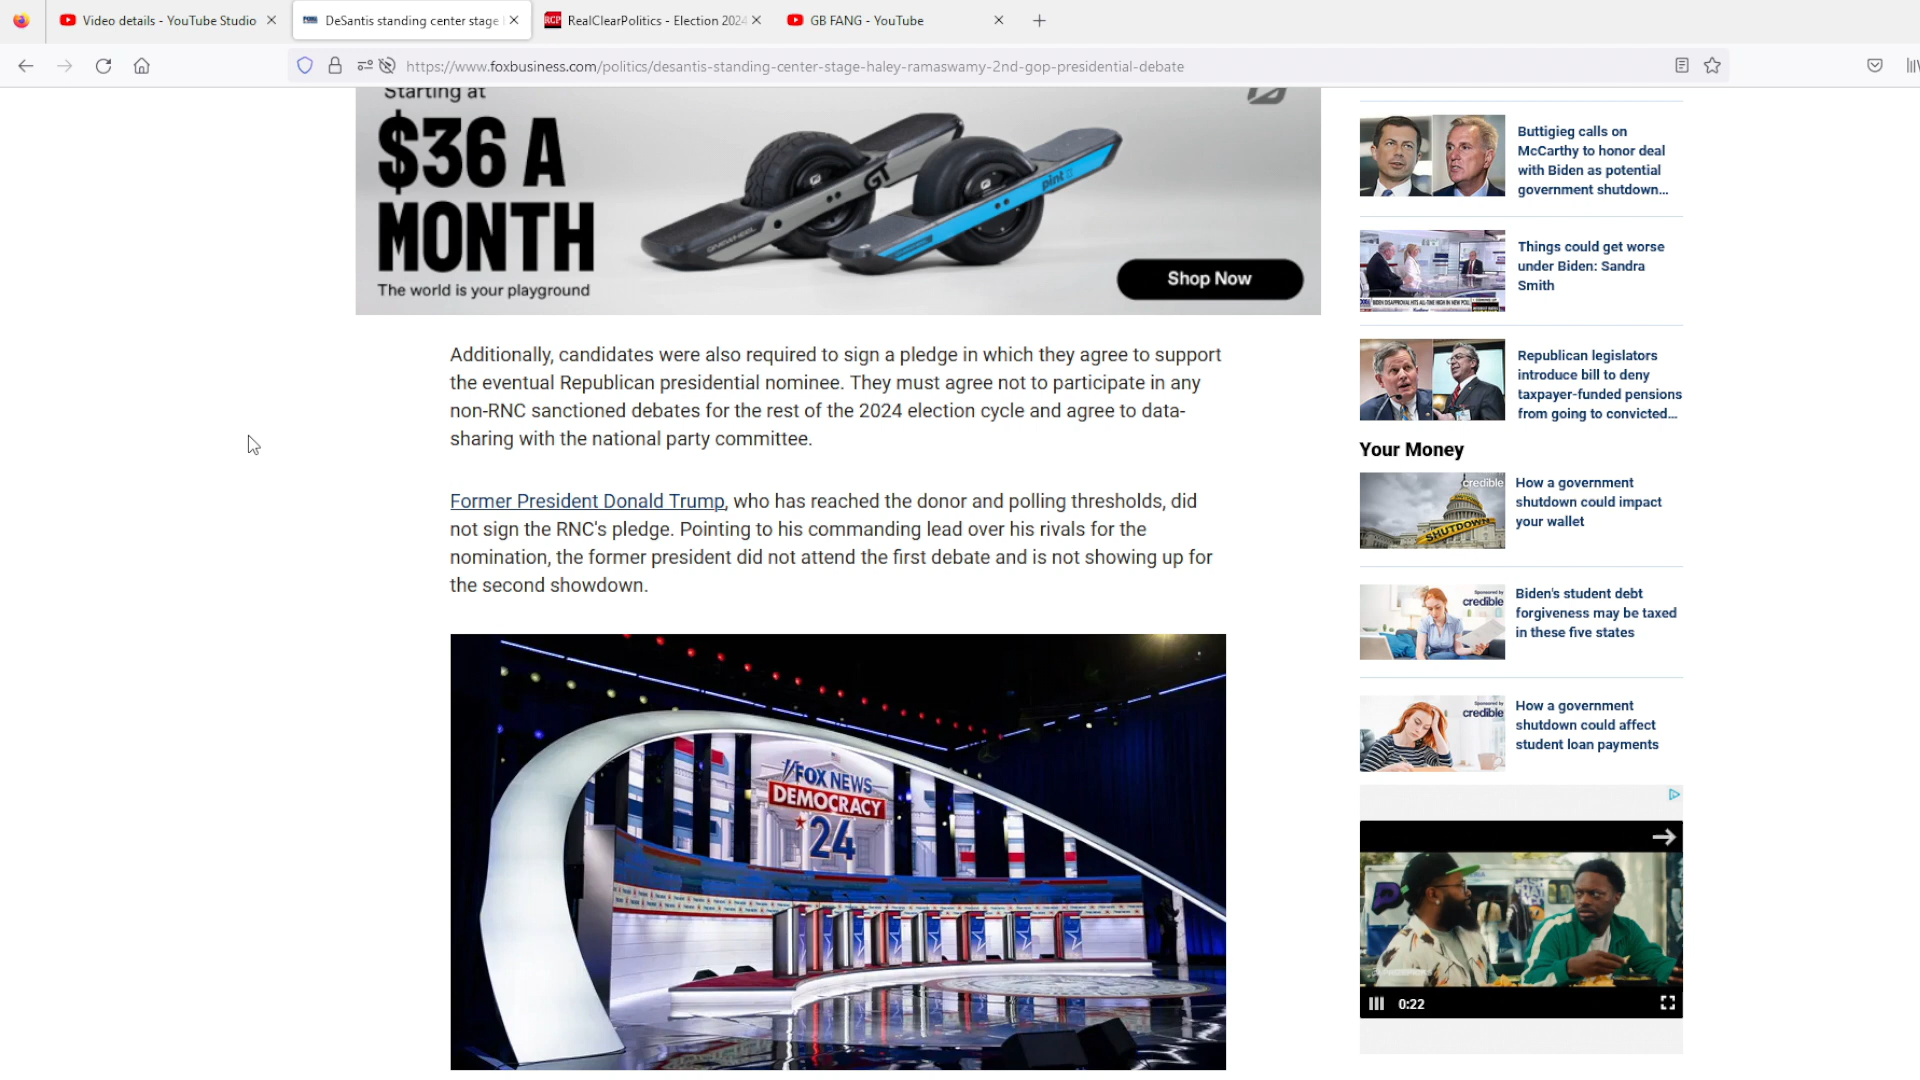 Video details - YouTube Studio
DeSantis standing center stage
RealClearPolitics - Election 2024
GB FANG - YouTube
https://www.foxbusiness.com/politics/desantis-standing-center-stage-haley-ramaswamy-2nd-gop-presidential-debate
Starting at
$36 A
MONTH
The world is your playground
GT
ONEWHEEL
pint
Shop Now
Additionally, candidates were also required to sign a pledge in which they agree to support
the eventual Republican presidential nominee. They must agree not to participate in any
non-RNC sanctioned debates for the rest of the 2024 election cycle and agree to data-
sharing with the national party committee.
Former President Donald Trump, who has reached the donor and polling thresholds, did
not sign the RNC's pledge. Pointing to his commanding lead over his rivals for the
nomination, the former president did not attend the first debate and is not showing up for
the second showdown.
FOX NEWS
DEMOCRACY
24
Buttigieg calls on
McCarthy to honor deal
with Biden as potential
government shutdown...
BIDEN DISAPPROVAL HITS ALL-TIME HIGH IN NEW POLL
Things could get worse
under Biden: Sandra
Smith
Republican legislators
introduce bill to deny
taxpayer-funded pensions
from going to convicted...
Your Money
credible
SHUTDOWN
How a government
shutdown could impact
your wallet
Sponsored by
credible
Biden's student debt
forgiveness may be taxed
in these five states
Sponsored by
credible
How a government
shutdown could affect
student loan payments
0:22